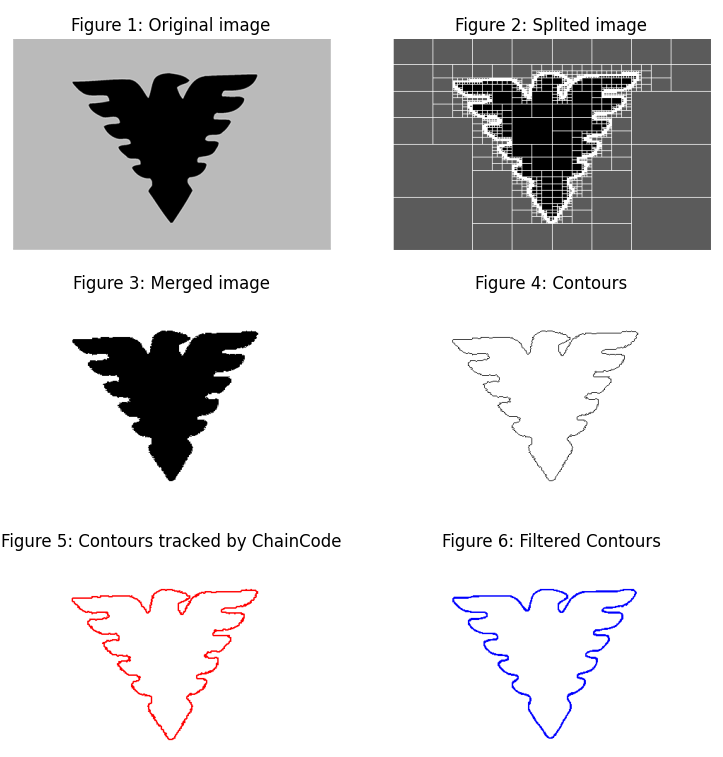 Figure 1: Original image
Figure 2: Splited image
Figure 3: Merged image
Figure 4: Contours
Figure 5: Contours tracked by ChainCode
Figure 6: Filtered Contours